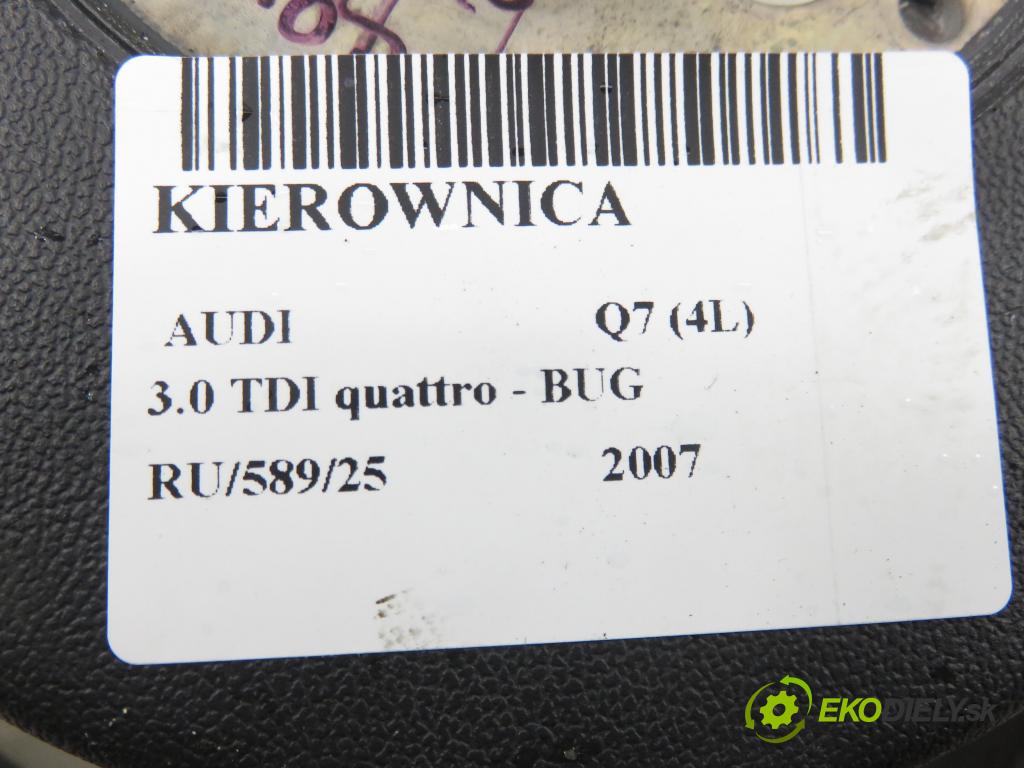 KIEROWNICA
AUDI Q7 (4L)
3.0 TDI quattro - BUG
RU/589/25 2007
EKODIELY.sk